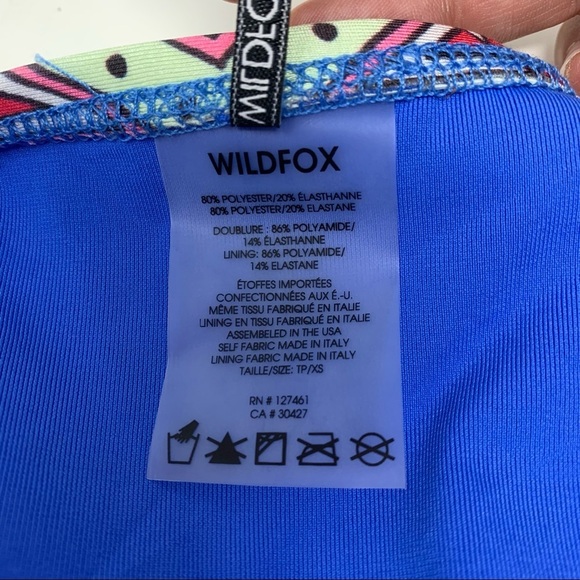 WILDFOX
WILDFOX
80% POLYESTER/20% ÉLASTHANNE
80% POLYESTER/20% ELASTANE
DOUBLURE : 86% POLYAMIDE/
14% ÉLASTHANNE
LINING: 86% POLYAMIDE/
14% ELASTANE
ÉTOFFES IMPORTÉES
CONFECTIONNÉES AUX É.-U.
MÊME TISSU FABRIQUÉ EN ITALIE
LINING EN TISSU FABRIQUÉ EN ITALIE
ASSEMBLED IN THE USA
SELF FABRIC MADE IN ITALY
LINING FABRIC MADE IN ITALY
TAILLE/SIZE: TP/XS
RN # 127461
CA # 30427